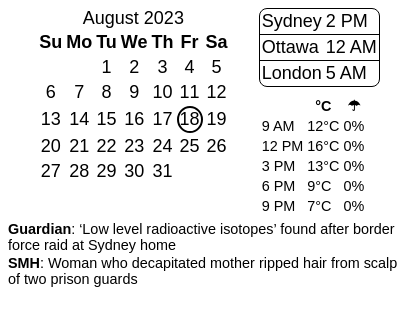 August 2023
Su Mo Tu We Th Fr Sa
1 2 3 4 5
6 7 8 9 10 11 12
13 14 15 16 17 18 19
20 21 22 23 24 25 26
27 28 29 30 31
Sydney 2 PM
Ottawa 12 AM
London 5 AM
°C ☂
9 AM 12°C 0%
12 PM 16°C 0%
3 PM 13°C 0%
6 PM 9°C 0%
9 PM 7°C 0%
Guardian: ‘Low level radioactive isotopes’ found after border
force raid at Sydney home
SMH: Woman who decapitated mother ripped hair from scalp
of two prison guards